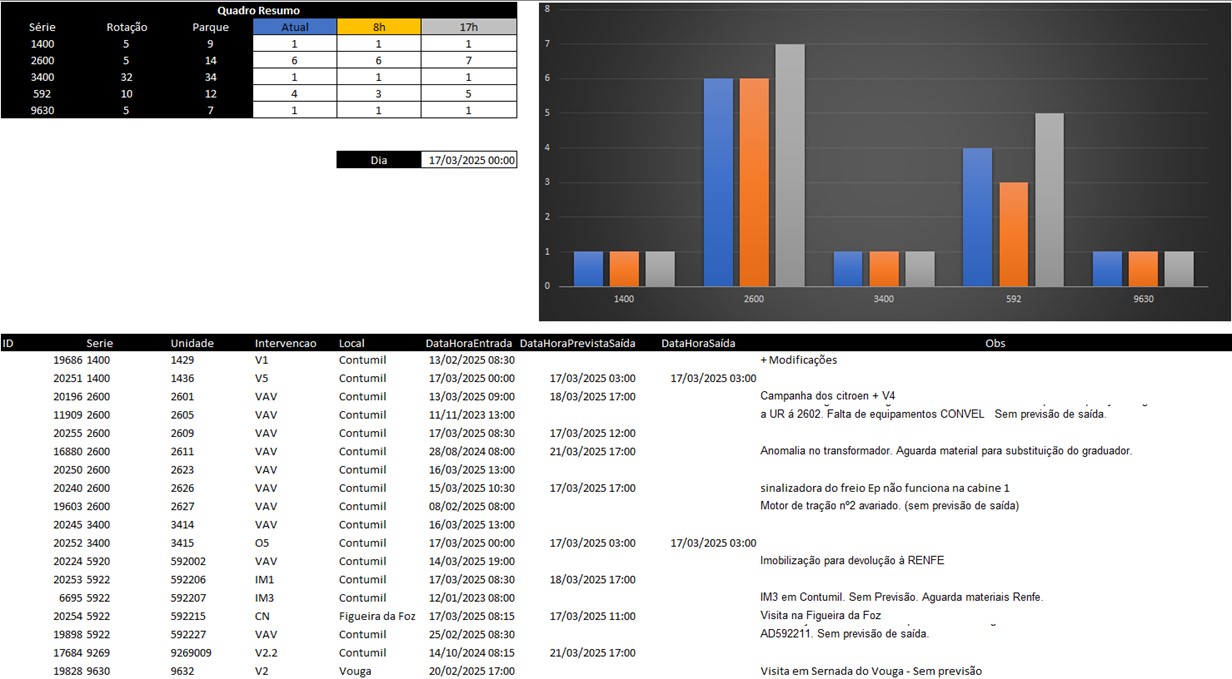 Quadro Resumo
Série Rotação Parque Atual 8h 17h
1400 5 9 1 1 1
2600 5 14 6 6 7
3400 32 34 1 1 1
592 10 12 4 3 5
9630 5 7 1 1 1
Dia 17/03/2025 00:00
8
7
6
5
4
3
2
1
0
1400 2600 3400 592 9630
ID Serie Unidade Intervencao Local DataHoraEntrada DataHoraPrevistaSaída DataHoraSaída Obs
19686 1400 1429 V1 Contumil 13/02/2025 08:30 + Modificações
20251 1400 1436 V5 Contumil 17/03/2025 00:00 17/03/2025 03:00 17/03/2025 03:00
20196 2600 2601 VAV Contumil 13/03/2025 09:00 18/03/2025 17:00 Campanha dos citroen + V4
11909 2600 2605 VAV Contumil 11/11/2023 13:00 a UR á 2602. Falta de equipamentos CONVEL Sem previsão de saída.
20255 2600 2609 VAV Contumil 17/03/2025 08:30 17/03/2025 12:00
16880 2600 2611 VAV Contumil 28/08/2024 08:00 21/03/2025 17:00 Anomalia no transformador. Aguarda material para substituição do graduador.
20250 2600 2623 VAV Contumil 16/03/2025 13:00
20240 2600 2626 VAV Contumil 15/03/2025 10:30 17/03/2025 17:00 sinalizadora do freio Ep não funciona na cabine 1
19603 2600 2627 VAV Contumil 08/02/2025 08:00 Motor de tração nº2 avariado. (sem previsão de saída)
20245 3400 3414 VAV Contumil 16/03/2025 13:00
20252 3400 3415 O5 Contumil 17/03/2025 00:00 17/03/2025 03:00 17/03/2025 03:00
20224 5920 592002 VAV Contumil 14/03/2025 19:00 Imobilização para devolução à RENFE
20253 5922 592206 IM1 Contumil 17/03/2025 08:30 18/03/2025 17:00
6695 5922 592207 IM3 Contumil 12/01/2023 08:00 IM3 em Contumil. Sem Previsão. Aguarda materiais Renfe.
20254 5922 592215 CN Figueira da Foz 17/03/2025 08:15 17/03/2025 11:00 Visita na Figueira da Foz
19898 5922 592227 VAV Contumil 25/02/2025 08:30 AD592211. Sem previsão de saída.
17684 9269 9269009 V2.2 Contumil 14/10/2024 08:15 21/03/2025 17:00
19828 9630 9632 V2 Vouga 20/02/2025 17:00 Visita em Sernada do Vouga - Sem previsão